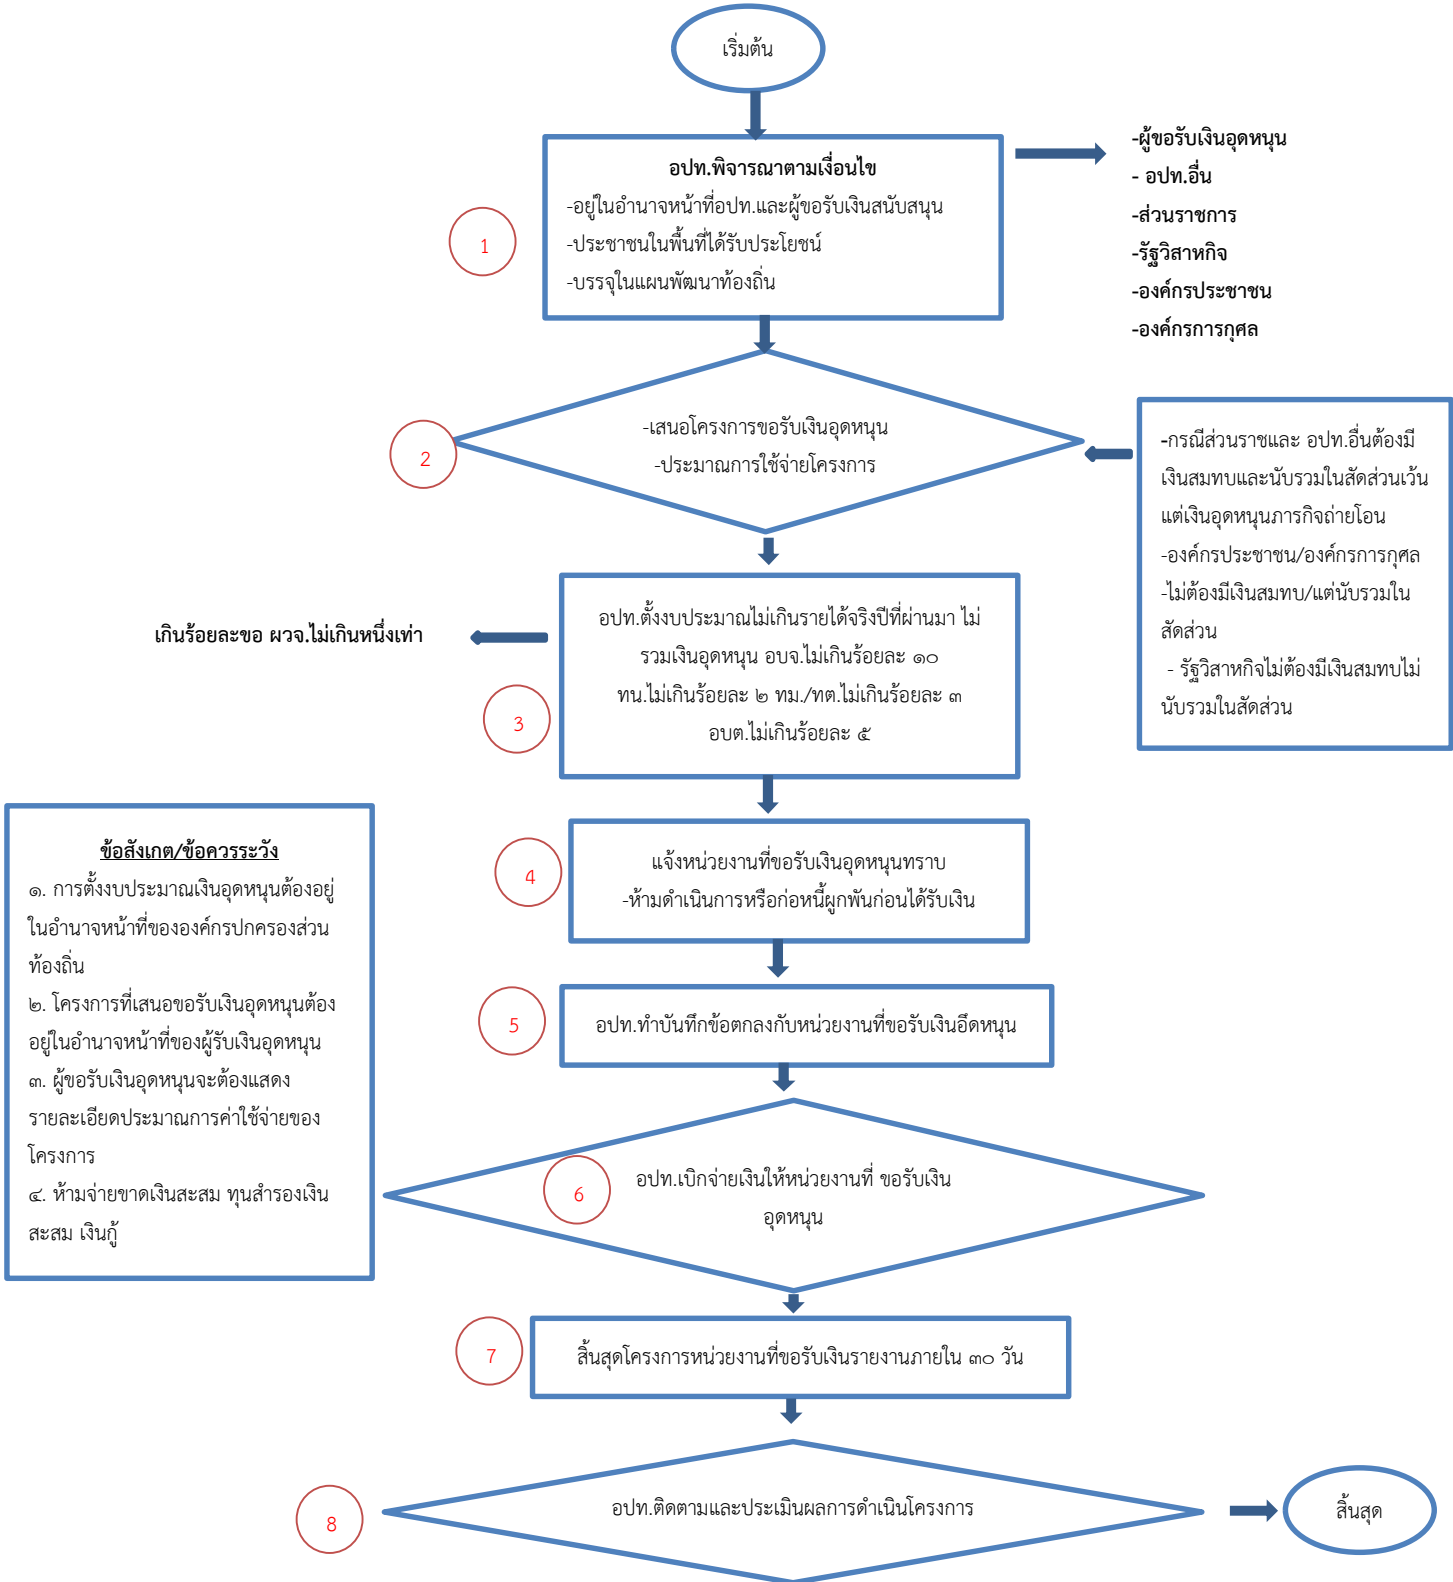 เริ่มต้น
อปท.พิจารณาตามเงื่อนไข
-อยู่ในอำนาจหน้าที่อปท.และผู้ขอรับเงินสนับสนุน
-ประชาชนในพื้นที่ได้รับประโยชน์
-บรรจุในแผนพัฒนาท้องถิ่น
1
-ผู้ขอรับเงินอุดหนุน
- อปท.อื่น
-ส่วนราชการ
-รัฐวิสาหกิจ
-องค์กรประชาชน
-องค์กรการกุศล
-เสนอโครงการขอรับเงินอุดหนุน
-ประมาณการใช้จ่ายโครงการ
2
-กรณีส่วนราชและ อปท.อื่นต้องมี
เงินสมทบและนับรวมในสัดส่วนเว้น
แต่เงินอุดหนุนภารกิจถ่ายโอน
-องค์กรประชาชน/องค์กรการกุศล
-ไม่ต้องมีเงินสมทบ/แต่นับรวมใน
สัดส่วน
- รัฐวิสาหกิจไม่ต้องมีเงินสมทบไม่
นับรวมในสัดส่วน
อปท.ตั้งงบประมาณไม่เกินรายได้จริงปีที่ผ่านมา ไม่
รวมเงินอุดหนุน อบจ.ไม่เกินร้อยละ ๑๐
ทน.ไม่เกินร้อยละ ๒ ทม./ทต.ไม่เกินร้อยละ ๓
อบต.ไม่เกินร้อยละ ๕
เกินร้อยละขอ ผวจ.ไม่เกินหนึ่งเท่า
3
แจ้งหน่วยงานที่ขอรับเงินอุดหนุนทราบ
-ห้ามดำเนินการหรือก่อหนี้ผูกพันก่อนได้รับเงิน
4
ข้อสังเกต/ข้อควรระวัง
๑. การตั้งงบประมาณเงินอุดหนุนต้องอยู่
ในอำนาจหน้าที่ขององค์กรปกครองส่วน
ท้องถิ่น
๒. โครงการที่เสนอขอรับเงินอุดหนุนต้อง
อยู่ในอำนาจหน้าที่ของผู้รับเงินอุดหนุน
๓. ผู้ขอรับเงินอุดหนุนจะต้องแสดง
รายละเอียดประมาณการค่าใช้จ่ายของ
โครงการ
๔. ห้ามจ่ายขาดเงินสะสม ทุนสำรองเงิน
สะสม เงินกู้
5
อปท.ทำบันทึกข้อตกลงกับหน่วยงานที่ขอรับเงินอึดหนุน
6
อปท.เบิกจ่ายเงินให้หน่วยงานที่ ขอรับเงิน
อุดหนุน
7
สิ้นสุดโครงการหน่วยงานที่ขอรับเงินรายงานภายใน ๓๐ วัน
8
อปท.ติดตามและประเมินผลการดำเนินโครงการ
สิ้นสุด